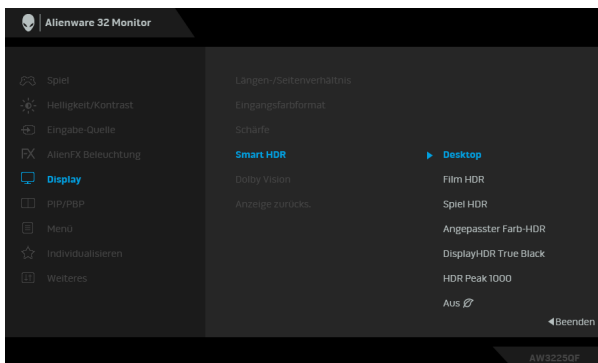 Alienware 32 Monitor
Spiel
Helligkeit/Kontrast
Eingabe-Quelle
AlienFX Beleuchtung
Display
PIP/PBP
Menü
Individualisieren
Weiteres
Längen-/Seitenverhältnis
Eingangsfarbformat
Schärfe
Smart HDR
Dolby Vision
Anzeige zurücks.
Desktop
Film HDR
Spiel HDR
Angepasster Farb-HDR
DisplayHDR True Black
HDR Peak 1000
Aus
Beenden
AW3225QF